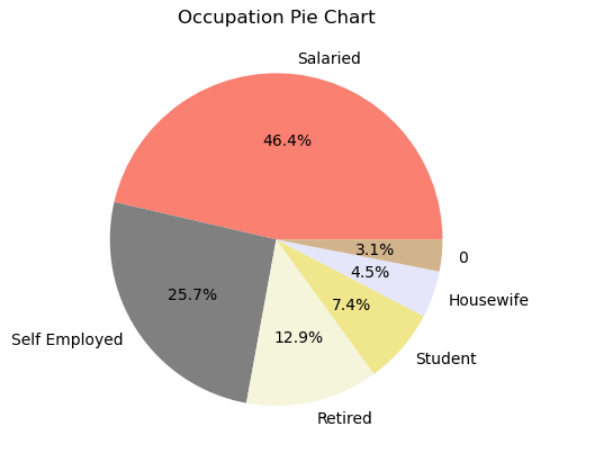 Occupation Pie Chart
Salaried
46.4%
25.7%
Self Employed
12.9%
Retired
7.4%
Student
4.5%
Housewife
3.1%
0